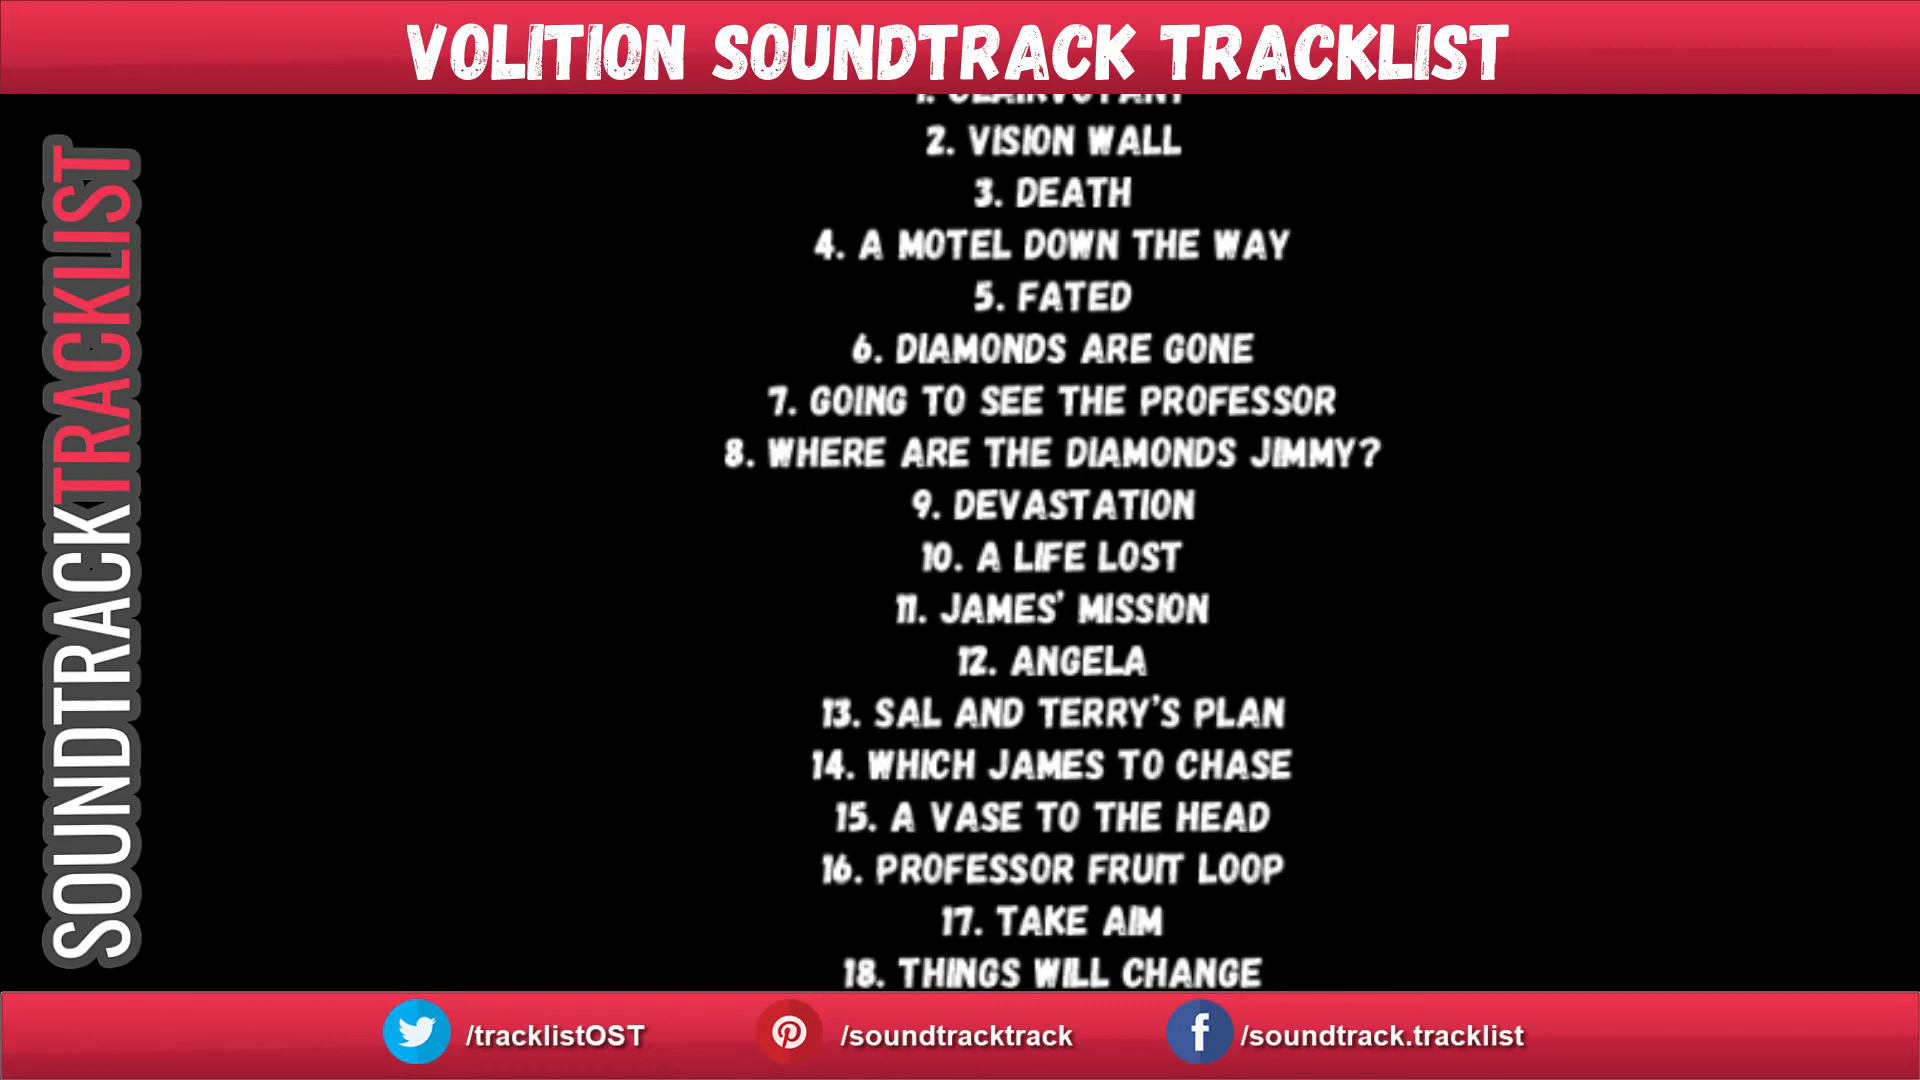 VOLITION SOUNDTRACK TRACKLIST
1. CLAIRVOYANT
2. VISION WALL
3. DEATH
4. A MOTEL DOWN THE WAY
5. FATED
6. DIAMONDS ARE GONE
7. GOING TO SEE THE PROFESSOR
8. WHERE ARE THE DIAMONDS JIMMY?
9. DEVASTATION
10. A LIFE LOST
11. JAMES' MISSION
12. ANGELA
13. SAL AND TERRY'S PLAN
14. WHICH JAMES TO CHASE
15. A VASE TO THE HEAD
16. PROFESSOR FRUIT LOOP
17. TAKE AIM
18. THINGS WILL CHANGE
SOUNDTRACKTRACKLIST
/tracklistOST
/soundtracktrack
/soundtrack.tracklist